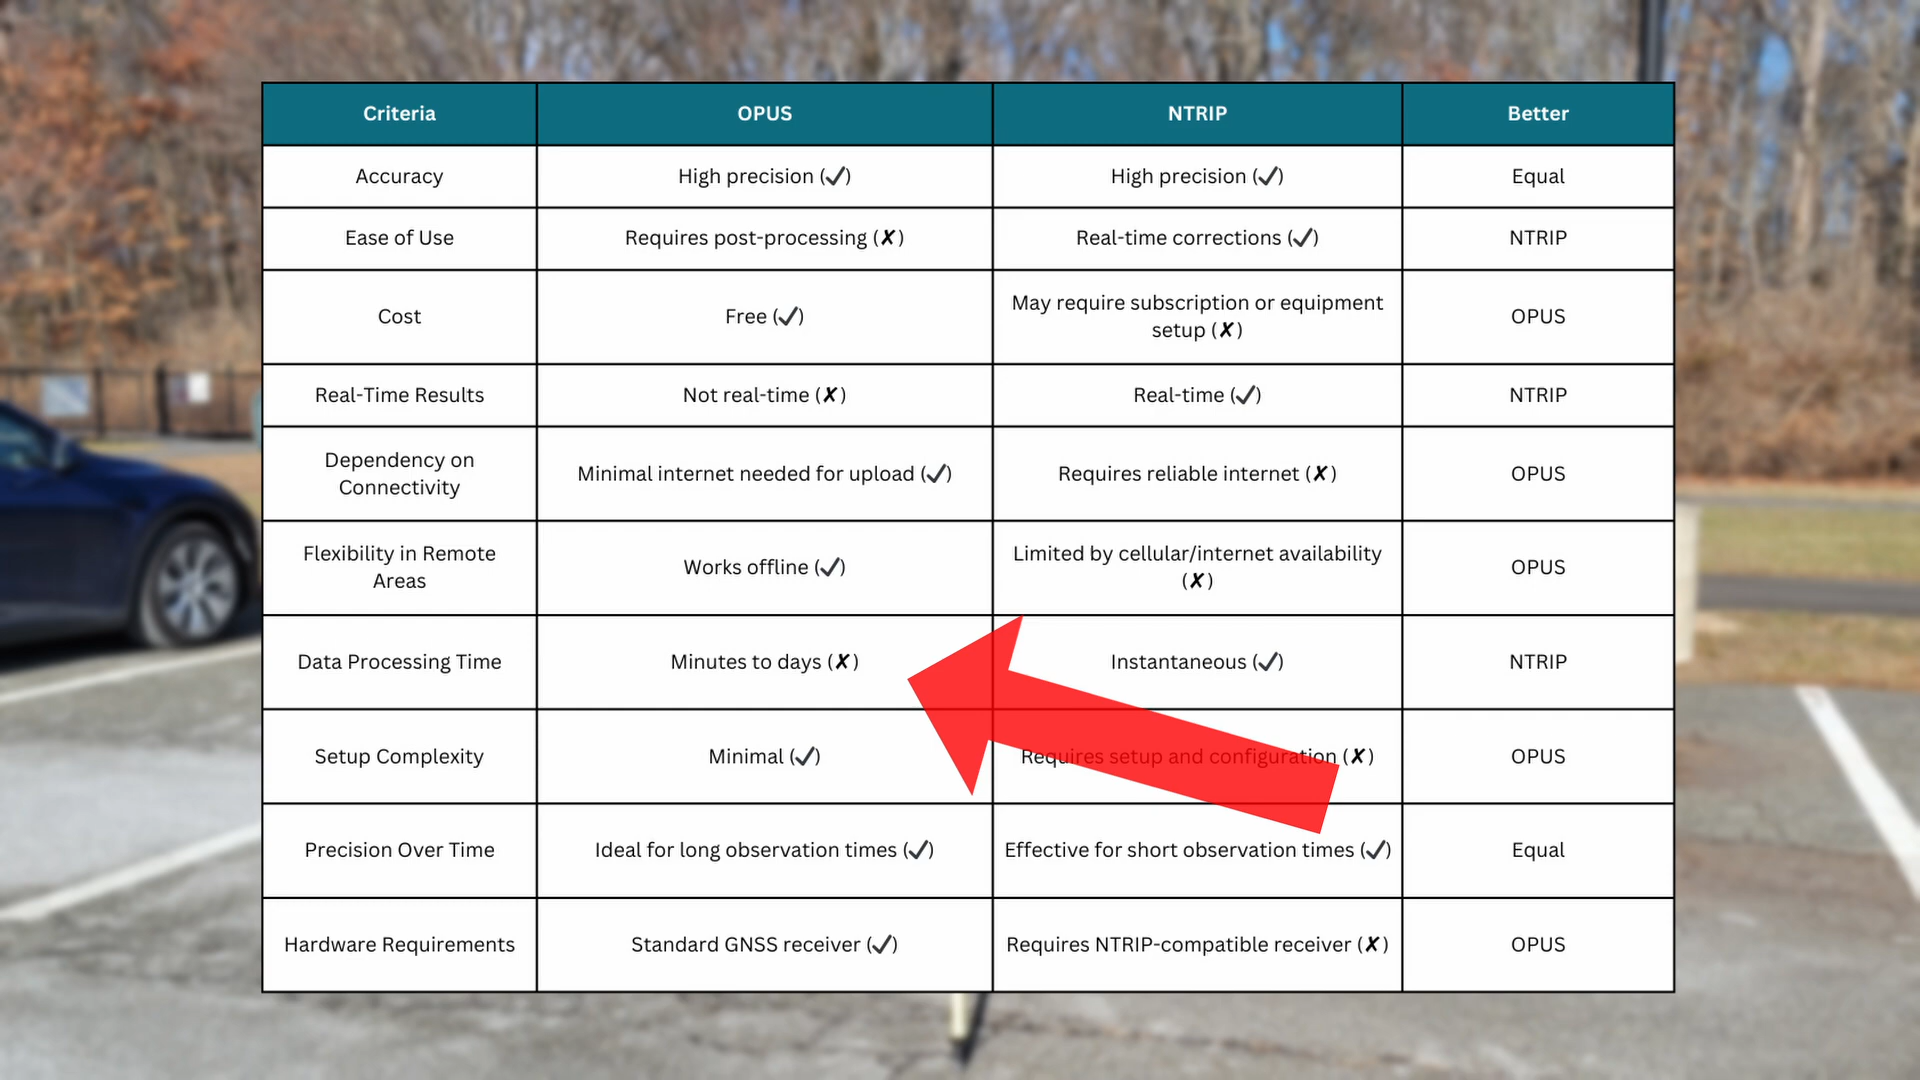 Criteria OPUS NTRIP Better
Accuracy High precision (✓) High precision (✓) Equal
Ease of Use Requires post-processing (✗) Real-time corrections (✓) NTRIP
Cost Free (✓) May require subscription or equipment
setup (✗) OPUS
Real-Time Results Not real-time (✗) Real-time (✓) NTRIP
Dependency on
Connectivity Minimal internet needed for upload (✓) Requires reliable internet (✗) OPUS
Flexibility in Remote
Areas Works offline (✓) Limited by cellular/internet availability
(✗) OPUS
Data Processing Time Minutes to days (✗) Instantaneous (✓) NTRIP
Setup Complexity Minimal (✓) Requires setup and configuration (✗) OPUS
Precision Over Time Ideal for long observation times (✓) Effective for short observation times (✓) Equal
Hardware Requirements Standard GNSS receiver (✓) Requires NTRIP-compatible receiver (✗) OPUS